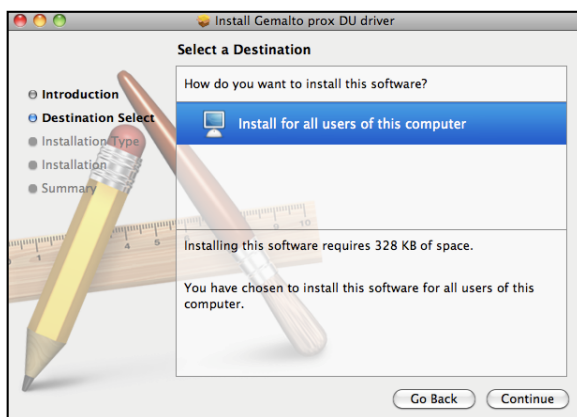 Install Gemalto prox DU driver
Select a Destination
Introduction
Destination Select
Installation Type
Installation
Summary
How do you want to install this software?
Install for all users of this computer
Installing this software requires 328 KB of space.
You have chosen to install this software for all users of this
computer.
Go Back
Continue